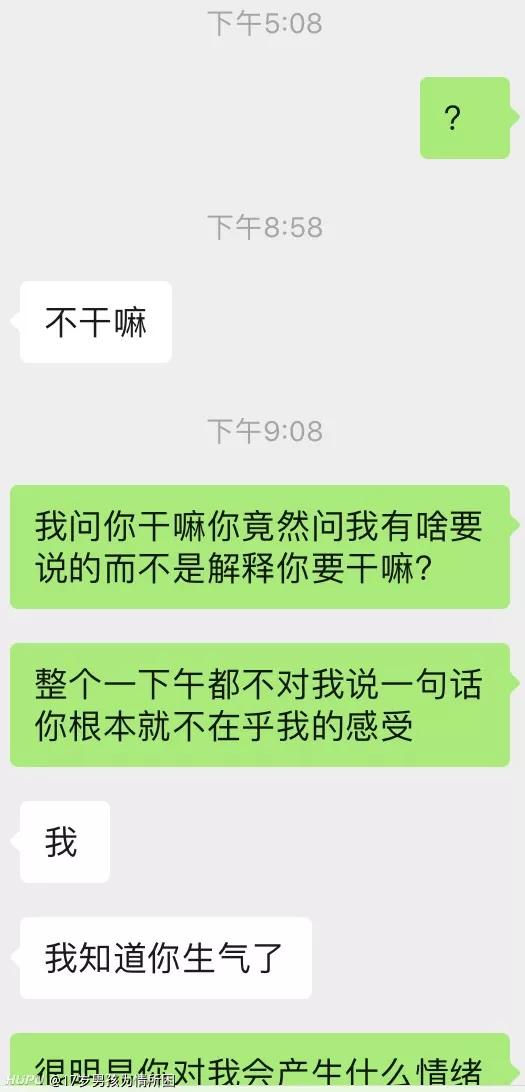 下午5:08
?
下午8:58
不干嘛
下午9:08
我问你干嘛你竟然问我有啥要
说的而不是解释你要干嘛?
整个一下午都不对我说一句话
你根本就不在乎我的感受
我
我知道你生气了
很明显你对我会产生什么情绪
HUPU @17岁男孩为情所困